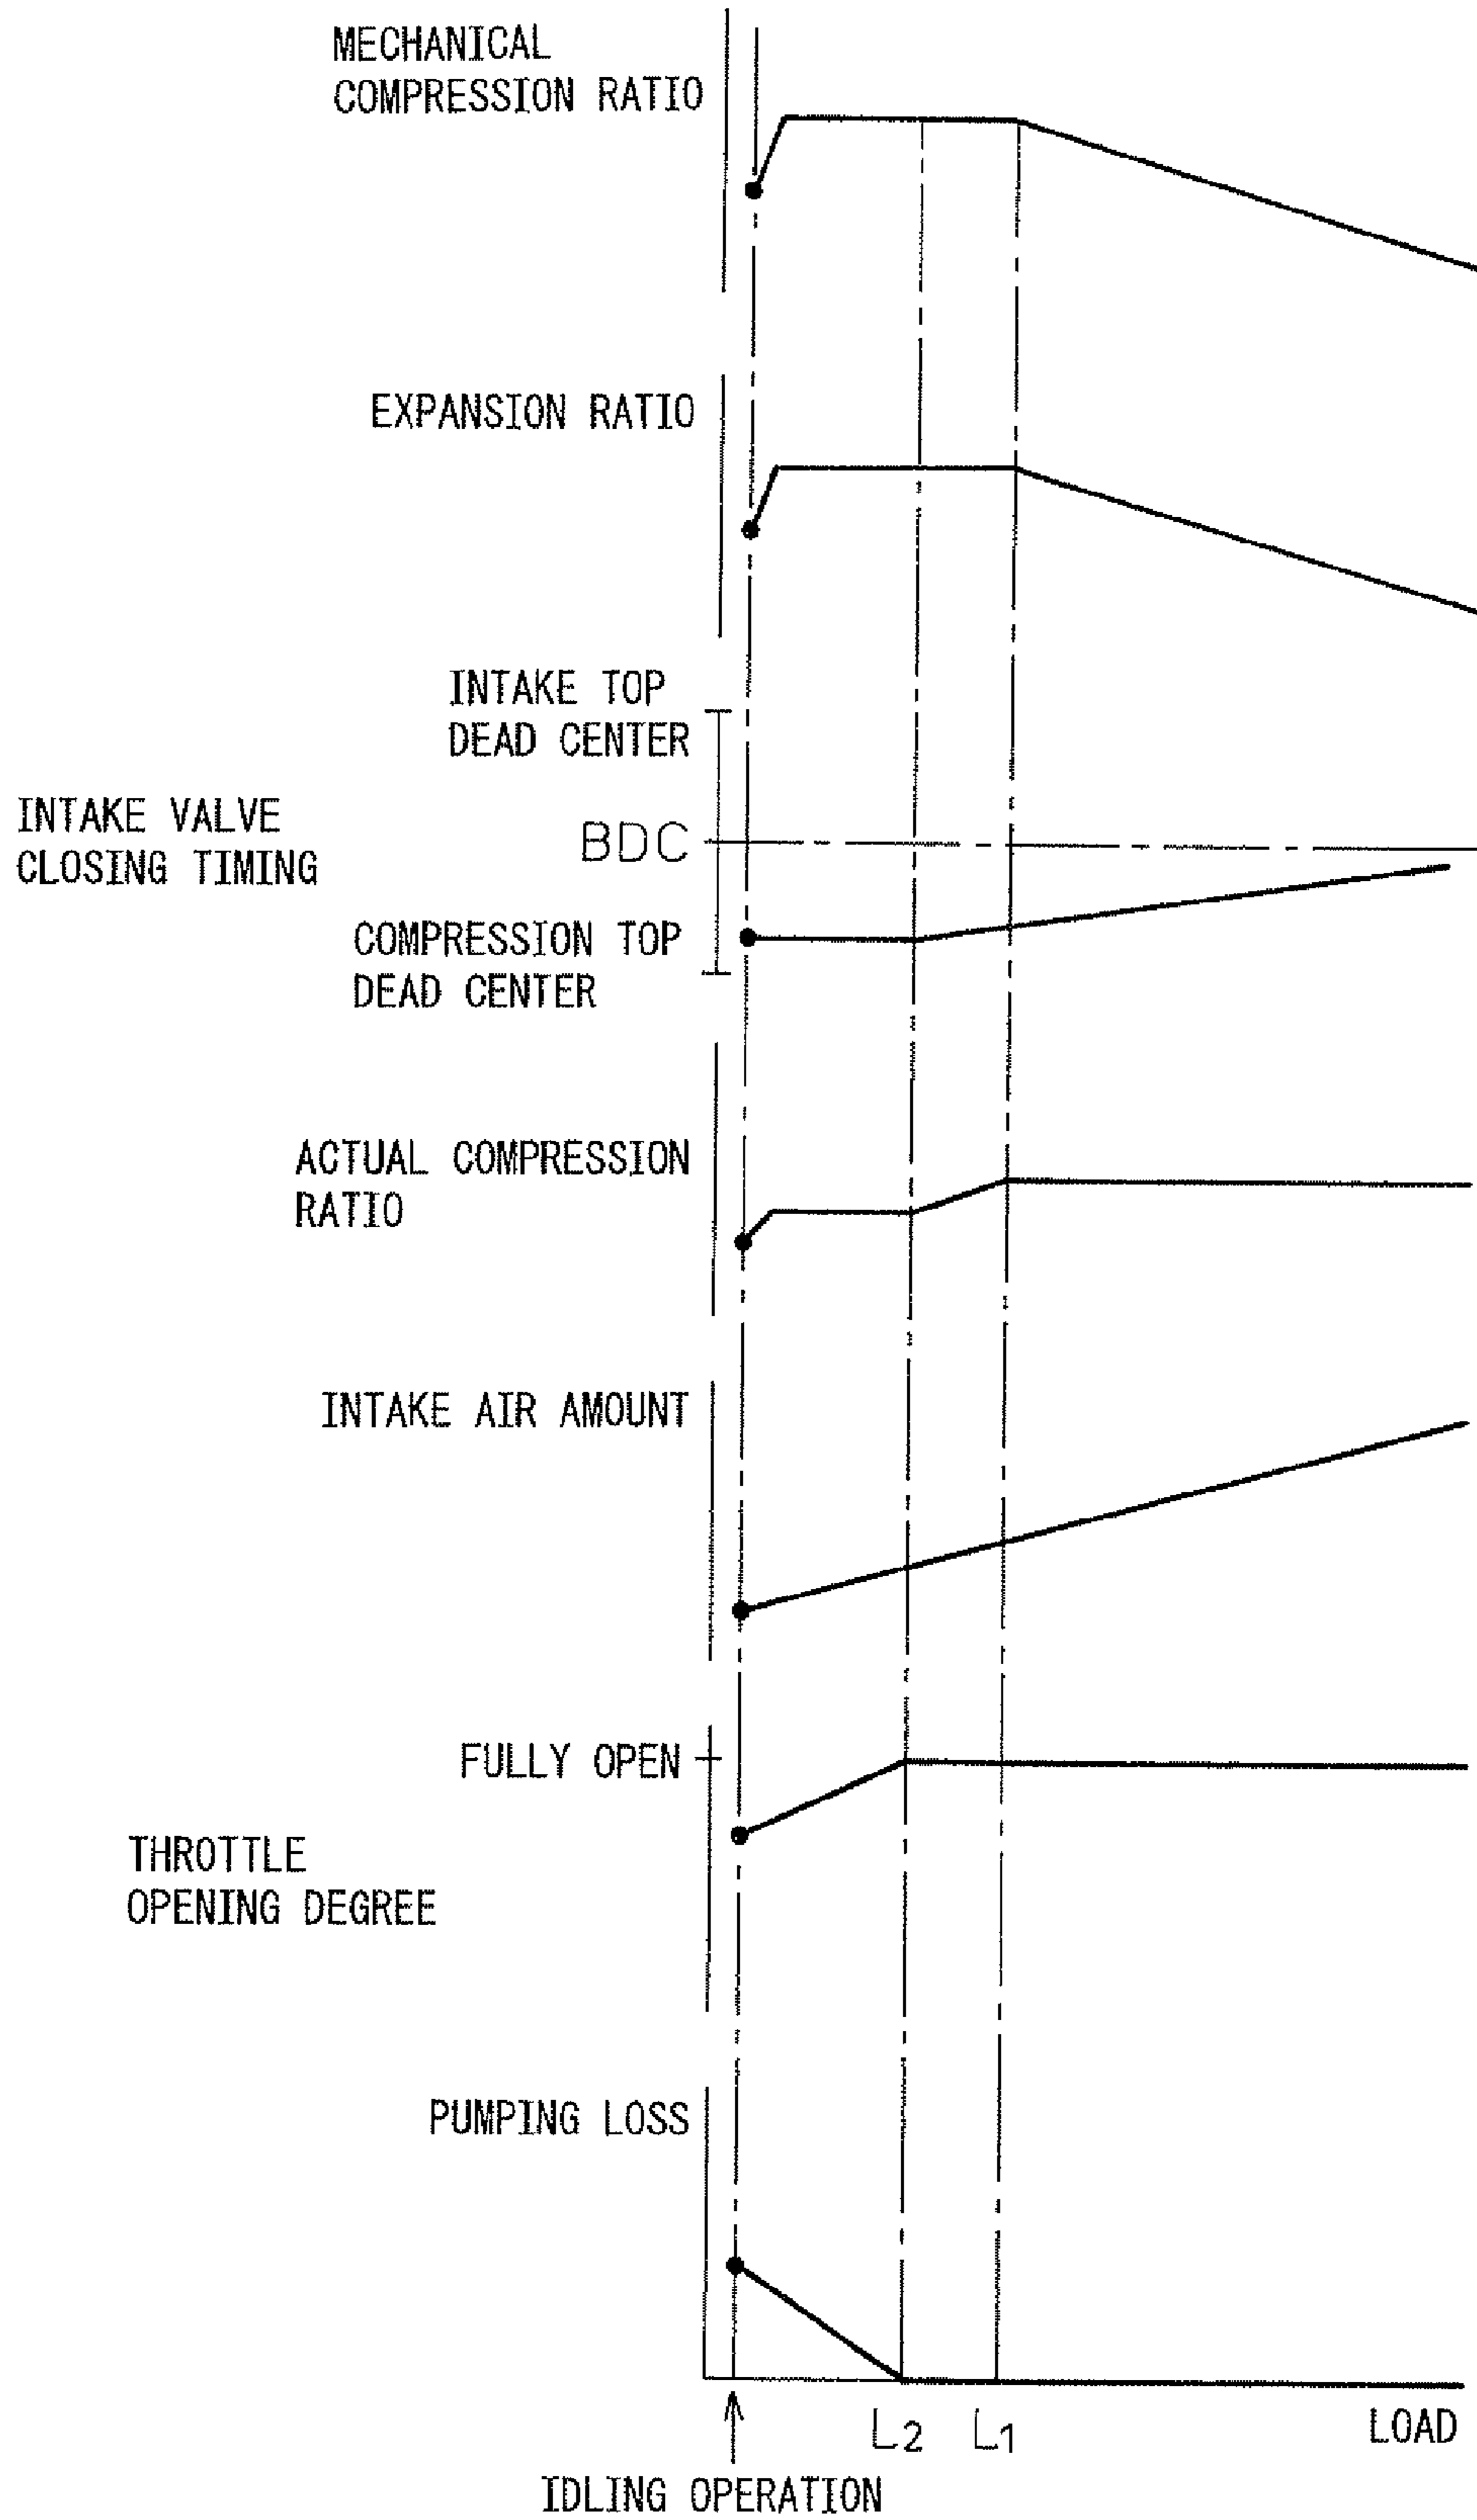 MECHANICAL
COMPRESSION RATIO
EXPANSION RATIO
INTAKE TOP
DEAD CENTER
INTAKE VALVE
CLOSING TIMING
BDC
COMPRESSION TOP
DEAD CENTER
ACTUAL COMPRESSION
RATIO
INTAKE AIR AMOUNT
FULLY OPEN
THROTTLE
OPENING DEGREE
PUMPING LOSS
L2
L1
LOAD
IDLING OPERATION